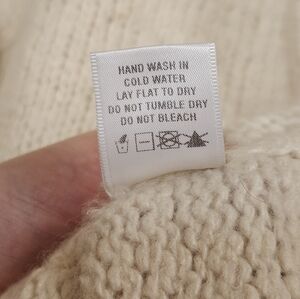 HAND WASH IN
COLD WATER
LAY FLAT TO DRY
DO NOT TUMBLE DRY
DO NOT BLEACH